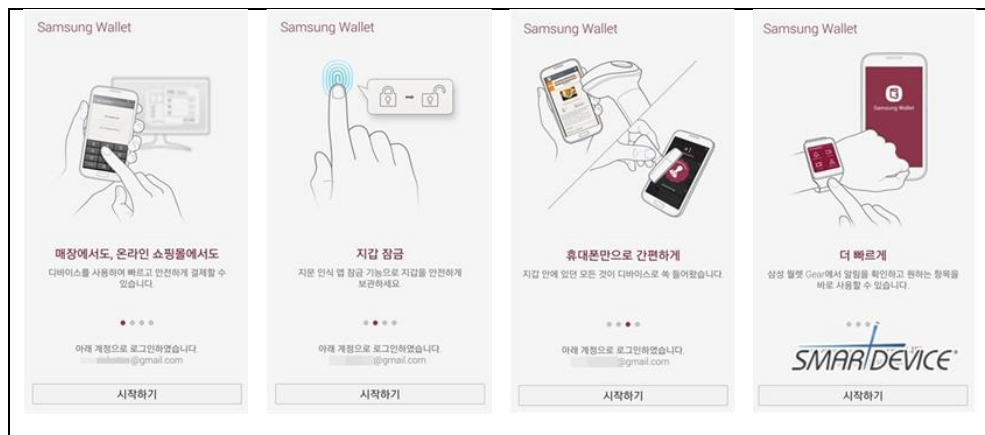 Samsung Wallet
매장에서도, 온라인 쇼핑몰에서도
디바이스를 사용하여 빠르고 안전하게 결제할 수
있습니다.
아래 계정으로 로그인하였습니다.
@gmail.com
시작하기
Samsung Wallet
지갑 잠금
지문 인식 앱 잠금 기능으로 지갑을 안전하게
보관하세요.
아래 계정으로 로그인하였습니다.
@gmail.com
시작하기
Samsung Wallet
휴대폰만으로 간편하게
지갑 안에 있던 모든 것이 디바이스로 쏙 들어왔습니다.
아래 계정으로 로그인하였습니다.
@gmail.com
시작하기
Samsung Wallet
Samsung Wallet
더 빠르게
삼성 월렛 Gear에서 알림을 확인하고 원하는 항목을
바로 사용할 수 있습니다.
SMARTDEVICE
시작하기